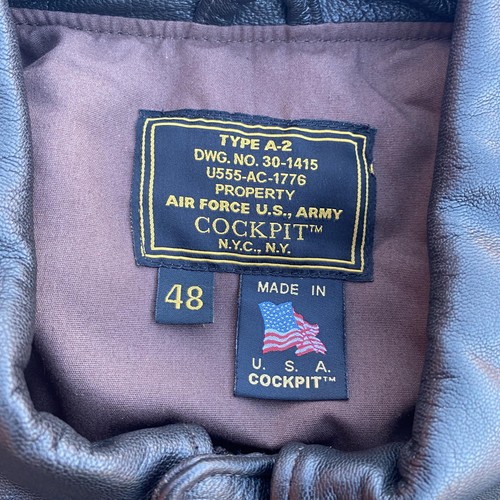 TYPE A-2
DWG. NO. 30-1415
U555-AC-1776
PROPERTY
AIR FORCE U.S., ARMY
COCKPIT™
N.Y.C., N.Y.
48
MADE IN
U. S. A.
COCKPIT™